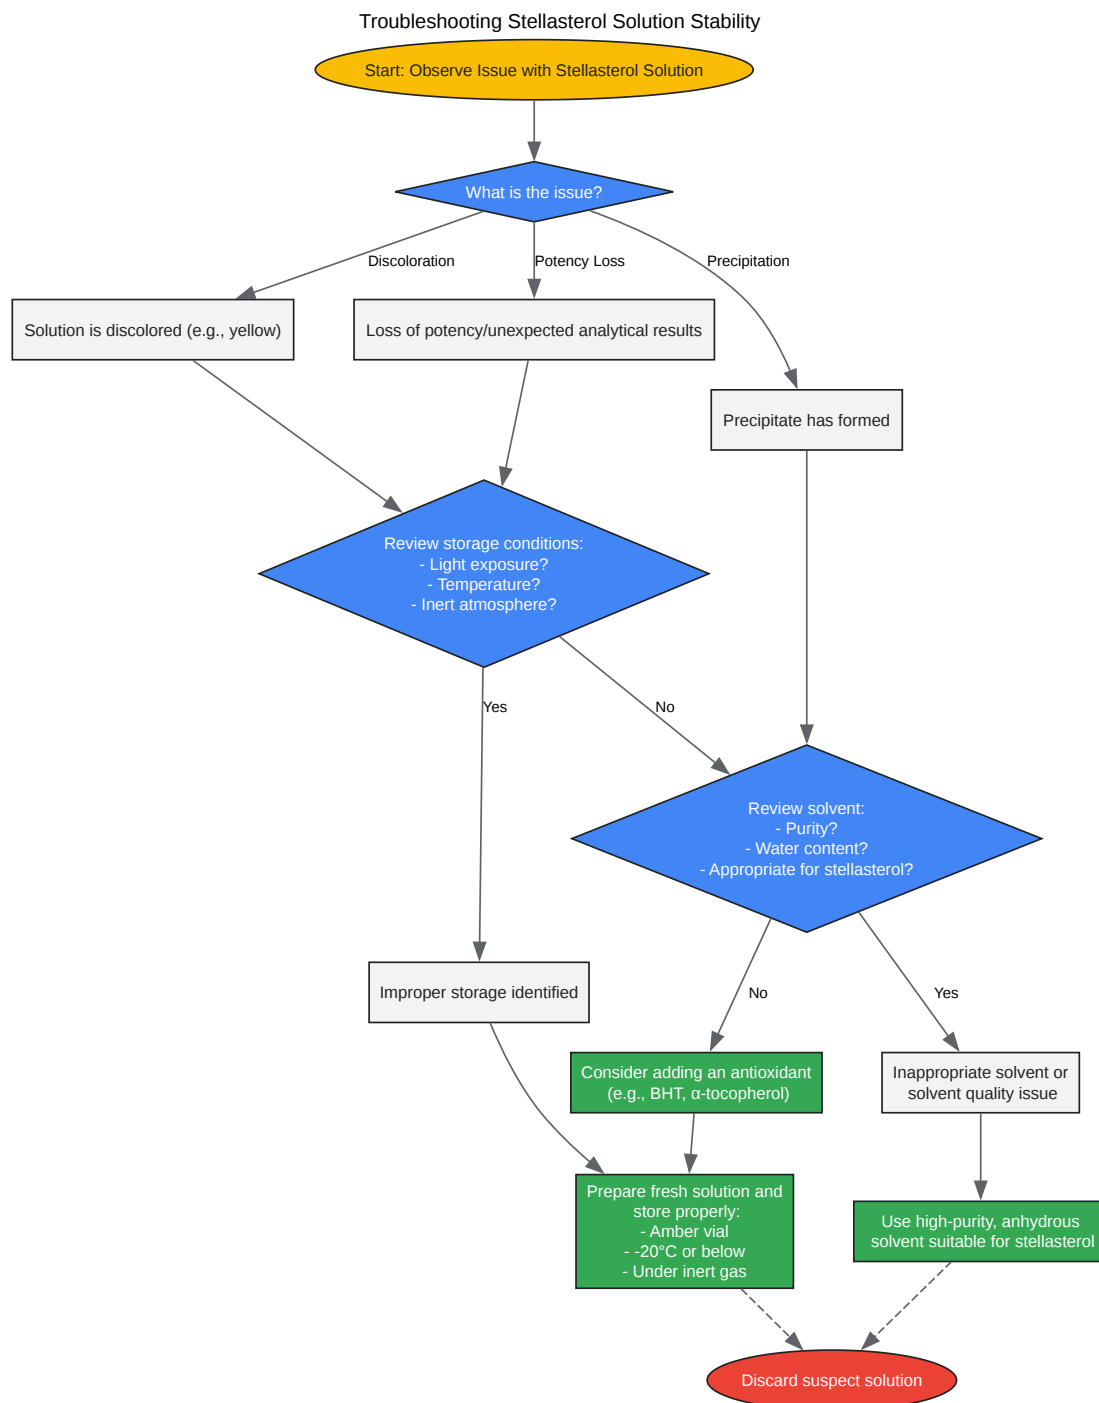 Troubleshooting Stellasterol Solution Stability
Start: Observe Issue with Stellasterol Solution
What is the issue?
Discoloration
Potency Loss
Precipitation
Solution is discolored (e.g., yellow)
Loss of potency/unexpected analytical results
Precipitate has formed
Review storage conditions:
- Light exposure?
- Temperature?
- Inert atmosphere?
Yes
No
Review solvent:
- Purity?
- Water content?
- Appropriate for stellasterol?
Improper storage identified
No
Yes
Consider adding an antioxidant
(e.g., BHT, α-tocopherol)
Inappropriate solvent or
solvent quality issue
Prepare fresh solution and
store properly:
- Amber vial
- -20°C or below
- Under inert gas
Use high-purity, anhydrous
solvent suitable for stellasterol
Discard suspect solution